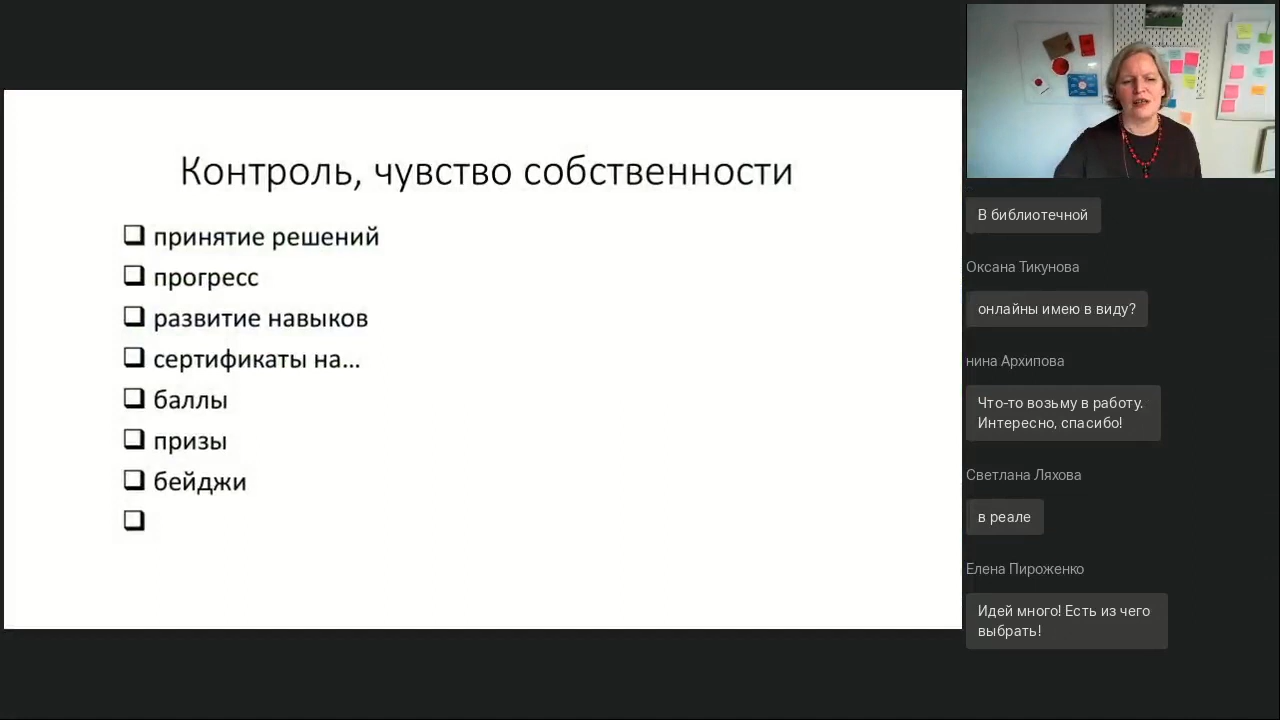 Контроль, чувство собственности
принятие решений
прогресс
развитие навыков
сертификаты на...
баллы
призы
бейджи
В библиотечной
Оксана Тикунова
онлайны имею в виду?
нина Архипова
Что-то возьму в работу.
Интересно, спасибо!
Светлана Ляхова
в реале
Елена Пироженко
Идей много! Есть из чего
выбрать!